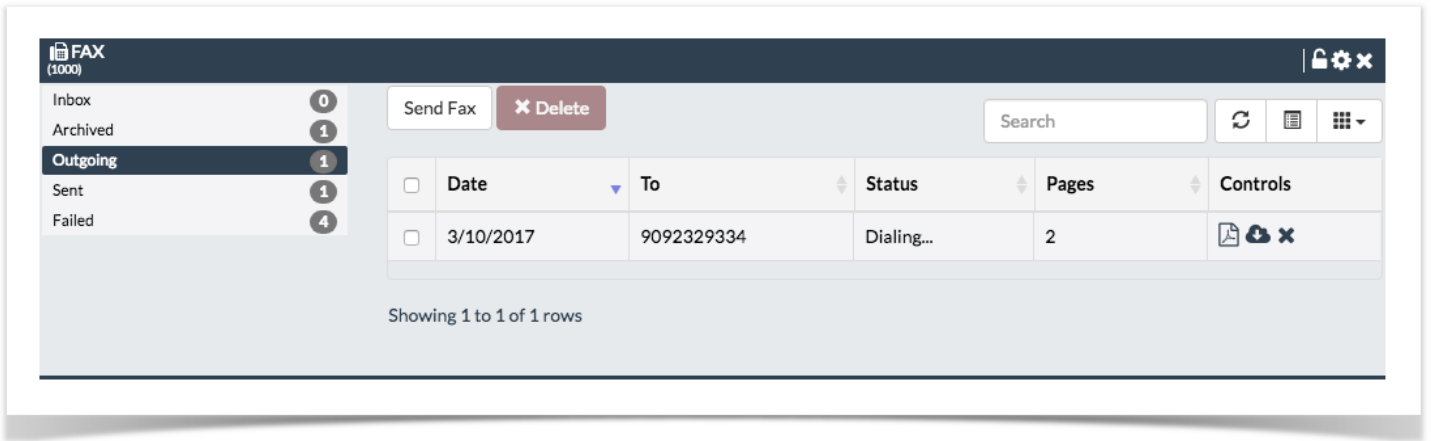 FAX
(1000)
Inbox 0
Archived 1
Outgoing 1
Sent 1
Failed 4
Send Fax Delete Search
Date To Status Pages Controls
3/10/2017 9092329334 Dialing... 2
Showing 1 to 1 of 1 rows